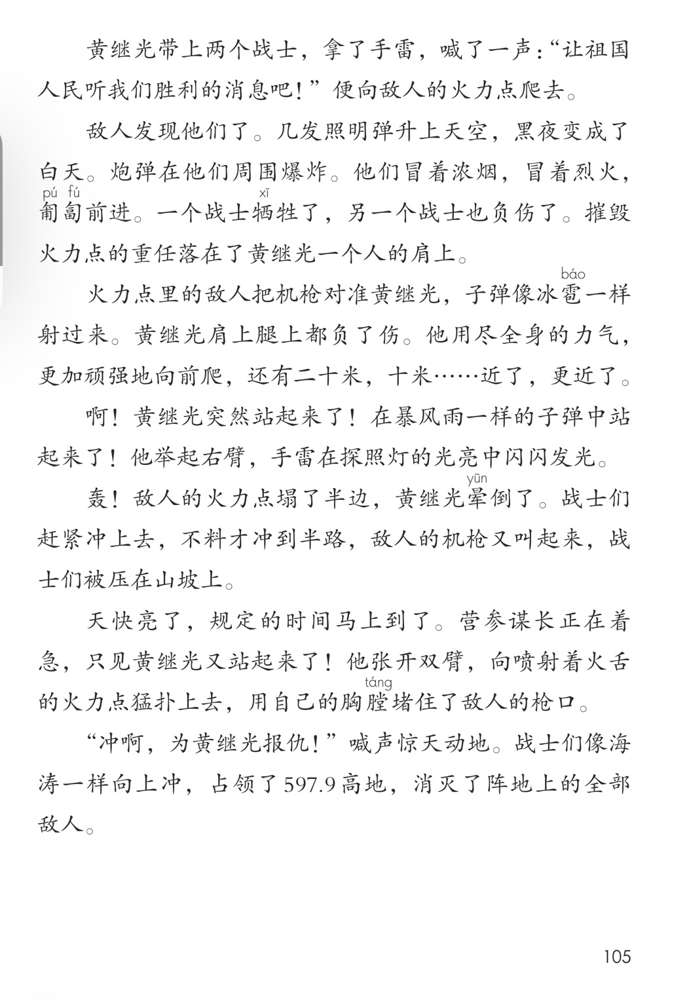 黄继光带上两个战士，拿了手雷，喊了一声：“让祖国
人民听我们胜利的消息吧！”便向敌人的火力点爬去。
敌人发现他们了。几发照明弹升上天空，黑夜变成了
白天。炮弹在他们周围爆炸。他们冒着浓烟，冒着烈火，
pú fú xī
匍匐前进。一个战士牺牲了，另一个战士也负伤了。摧毁
火力点的重任落在了黄继光一个人的肩上。
báo
火力点里的敌人把机枪对准黄继光，子弹像冰雹一样
射过来。黄继光肩上腿上都负了伤。他用尽全身的力气，
更加顽强地向前爬，还有二十米，十米……近了，更近了。
啊！黄继光突然站起来了！在暴风雨一样的子弹中站
起来了！他举起右臂，手雷在探照灯的光亮中闪闪发光。
yūn
轰！敌人的火力点塌了半边，黄继光晕倒了。战士们
赶紧冲上去，不料才冲到半路，敌人的机枪又叫起来，战
士们被压在山坡上。
天快亮了，规定的时间马上到了。营参谋长正在着
急，只见黄继光又站起来了！他张开双臂，向喷射着火舌
táng
的火力点猛扑上去，用自己的胸膛堵住了敌人的枪口。
“冲啊，为黄继光报仇！”喊声惊天动地。战士们像海
涛一样向上冲，占领了597.9高地，消灭了阵地上的全部
敌人。
105